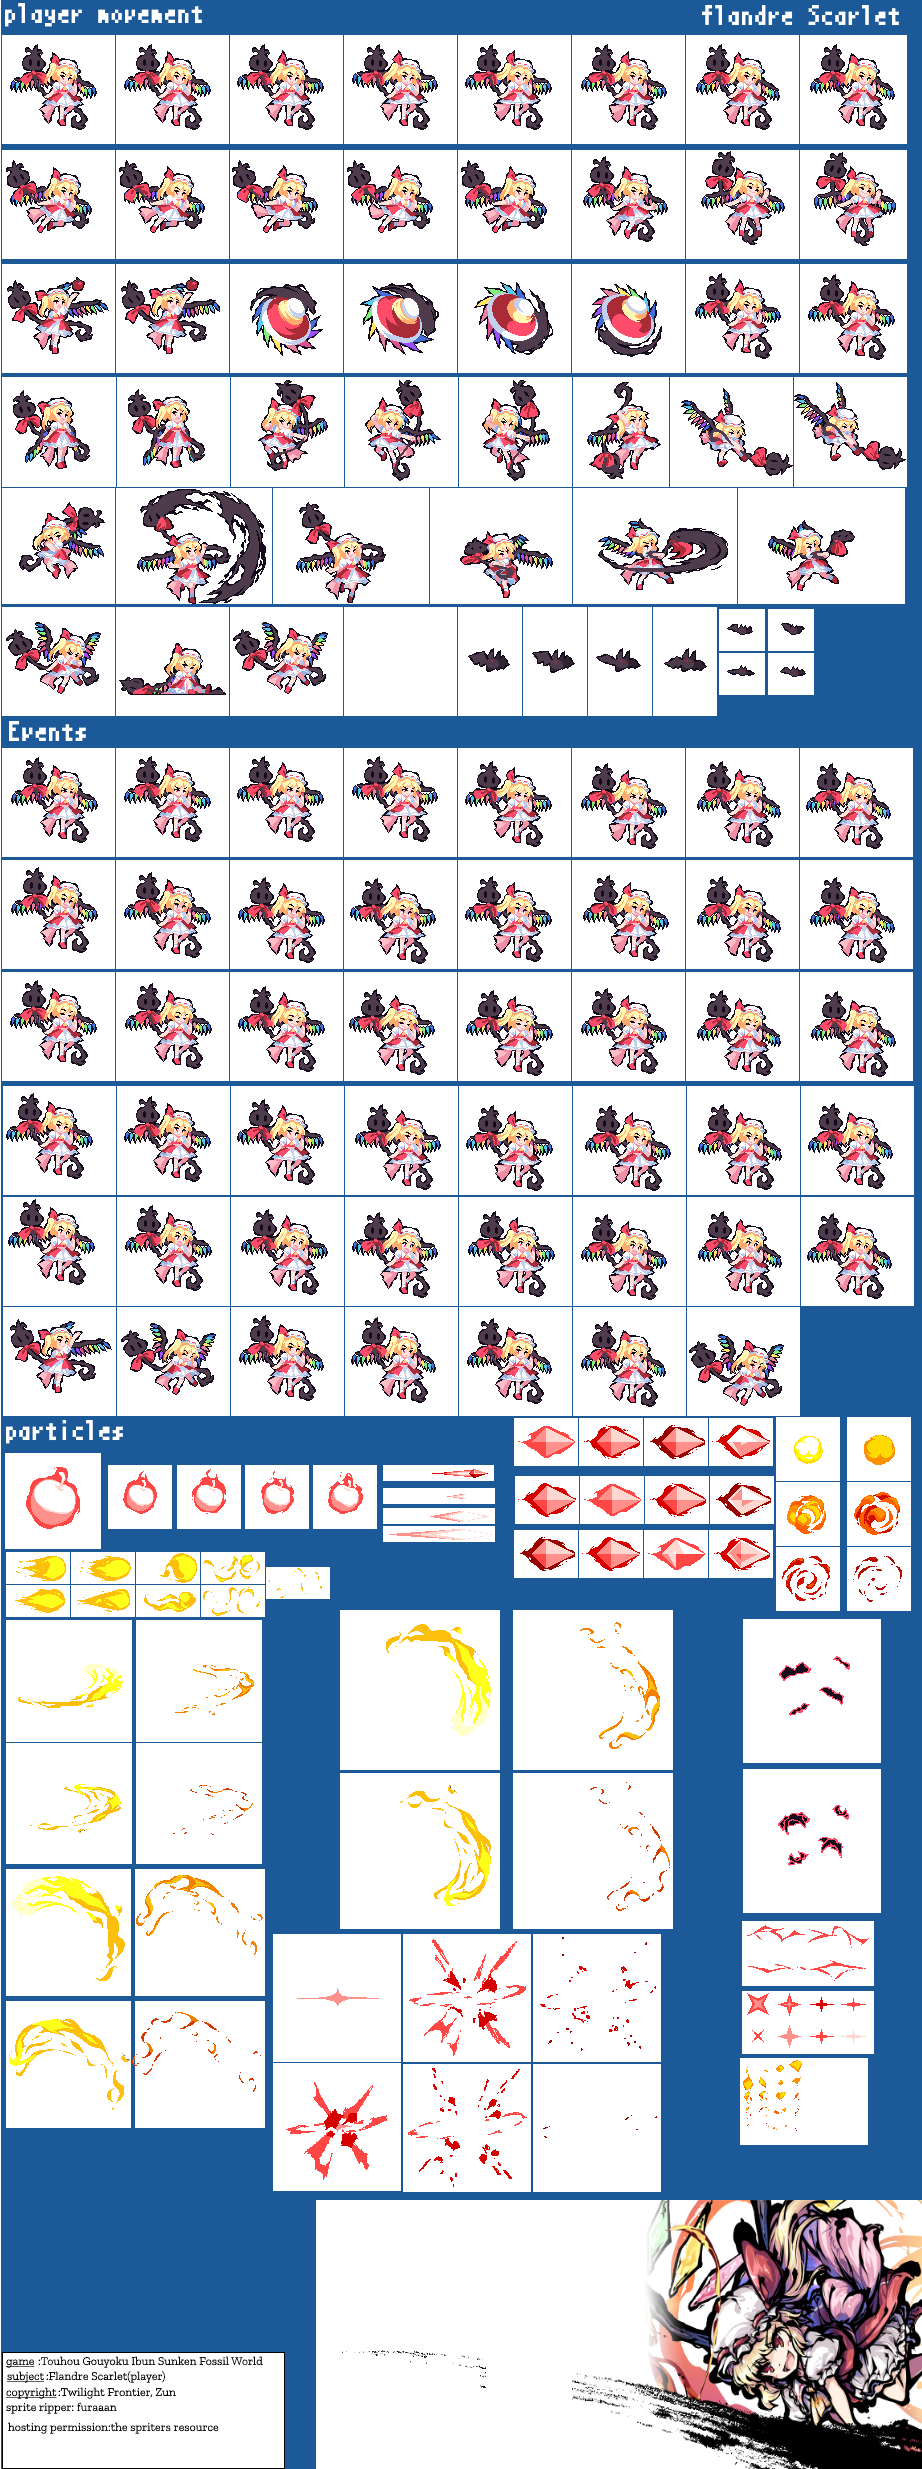 player movement
flandre Scarlet
Events
particles
game :Touhou Gouyoku Ibun Sunken Fossil World
subject :Flandre Scarlet(player)
copyright :Twilight Frontier, Zun
sprite ripper: furaaan
hosting permission:the spriters resource